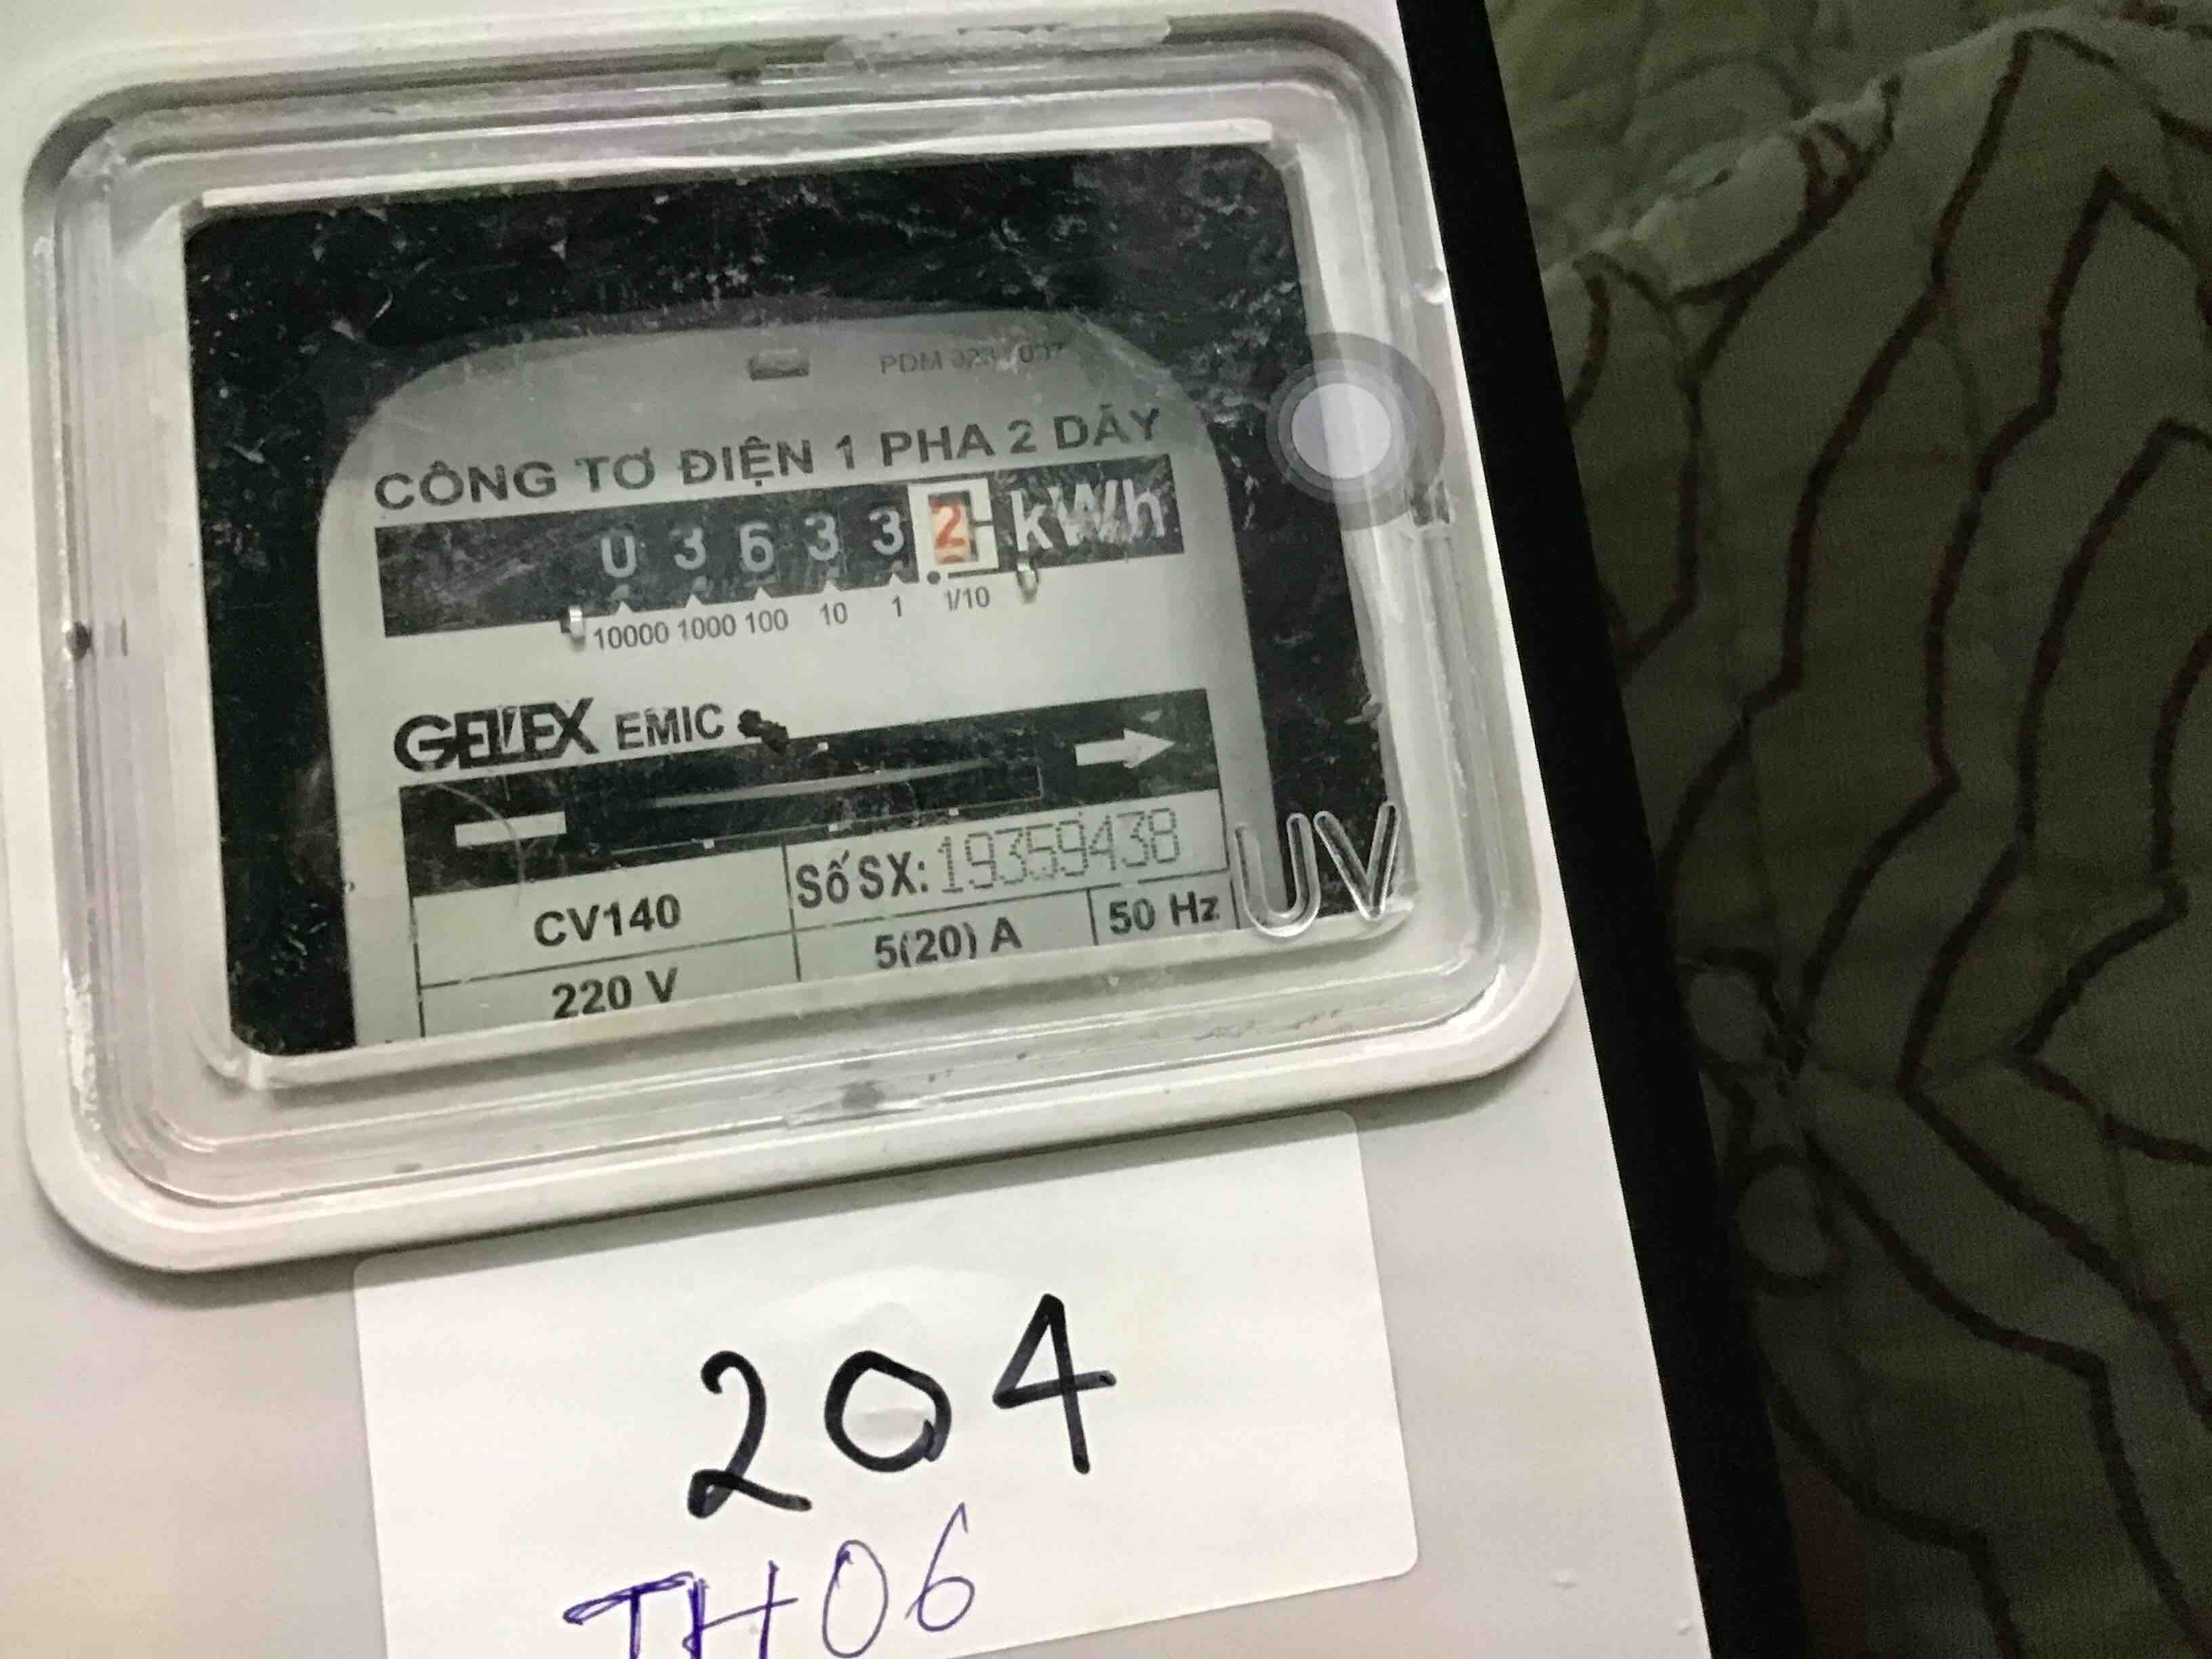 CÔNG TƠ ĐIỆN 1 PHA 2 DÂY
0 3 6 3 3 2 kWh
10000 1000 100 10 1 1/10
GELEX EMIC
CV140 Số SX: 19359438
220 V 5(20) A 50 Hz
UV
204
TH06